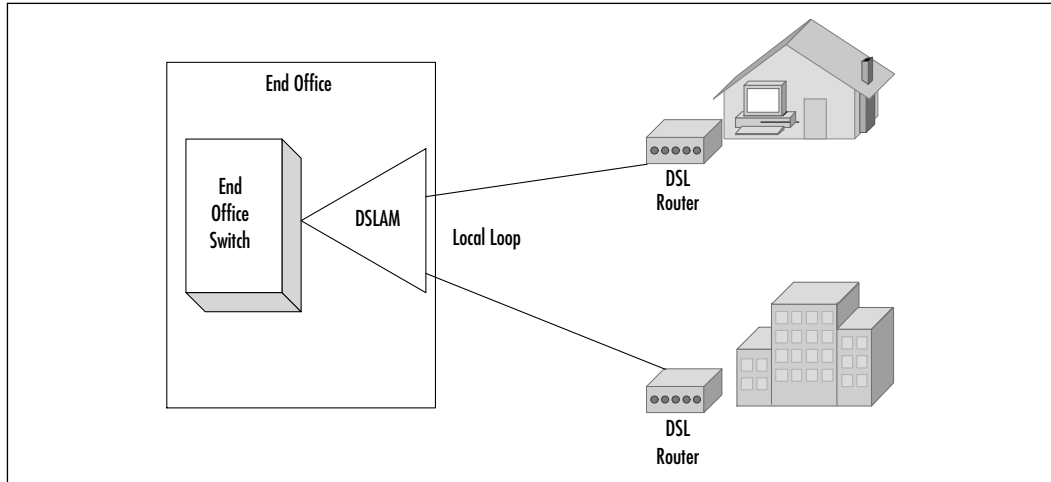 End Office
End
Office
Switch
DSLAM
Local Loop
DSL
Router
DSL
Router